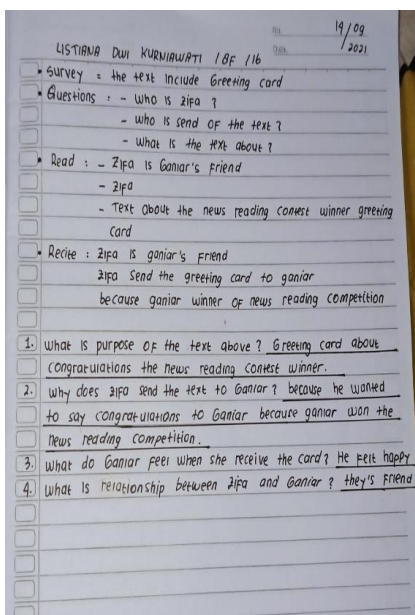 NO.
19/09
DATE
/2021
LISTIANA DWI KURNIAWATI / 8F /16
• Survey = the text include Greeting card
• Questions : - Who is zifa ?
- who is send of the text ?
- What is the text about ?
• Read : - Zifa is Ganiar's Friend
- zifa
- Text about the news reading contest winner greeting
card
• Recite : zifa is ganiar's friend
zifa send the greeting card to ganiar
because ganiar winner of news reading competition
1. what is purpose of the text above ? Greeting card about
congratulations the news reading contest winner.
2. why does zifa send the text to Ganiar ? because he wanted
to say congratulations to Ganiar because ganiar won the
news reading competition.
3. what do Ganiar feel when she receive the card ? He felt happy
4. what is relationship between zifa and Ganiar ? they's friend